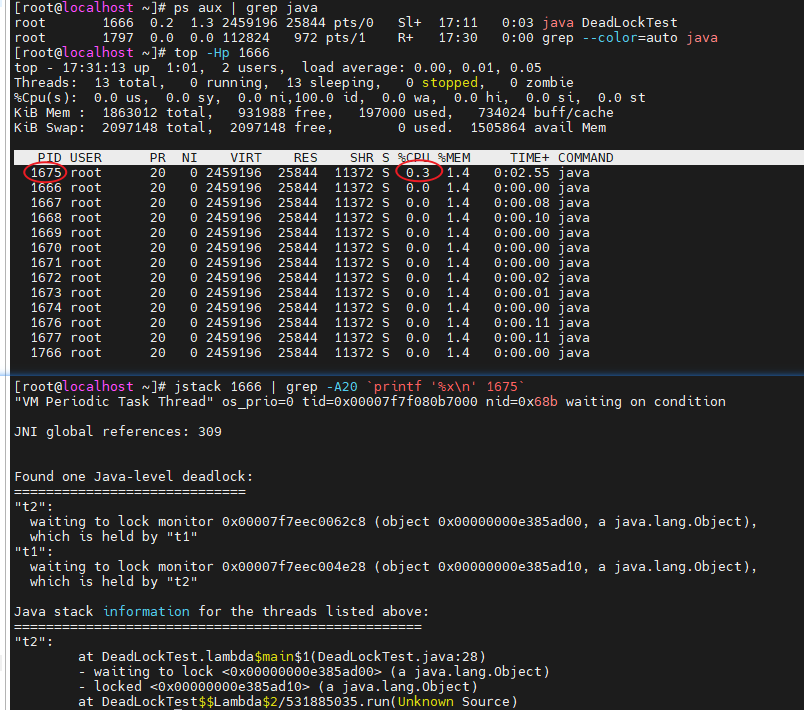 [root@localhost ~]# ps aux | grep java
root       1666  0.2  1.3 2459196 25844 pts/0   Sl+  17:11   0:03 java DeadLockTest
root       1797  0.0  0.0 112824   972 pts/1    R+   17:30   0:00 grep --color=auto java
[root@localhost ~]# top -Hp 1666
top - 17:31:13 up  1:01,  2 users,  load average: 0.00, 0.01, 0.05
Threads:  13 total,   0 running,  13 sleeping,   0 stopped,   0 zombie
%Cpu(s):  0.0 us,  0.0 sy,  0.0 ni,100.0 id,  0.0 wa,  0.0 hi,  0.0 si,  0.0 st
KiB Mem :  1863012 total,   931988 free,   197000 used,   734024 buff/cache
KiB Swap:  2097148 total,  2097148 free,        0 used.  1505864 avail Mem
PID USER      PR  NI    VIRT    RES    SHR S %CPU %MEM     TIME+ COMMAND
1675 root      20   0 2459196  25844  11372 S  0.3  1.4   0:02.55 java
1666 root      20   0 2459196  25844  11372 S  0.0  1.4   0:00.00 java
1667 root      20   0 2459196  25844  11372 S  0.0  1.4   0:00.08 java
1668 root      20   0 2459196  25844  11372 S  0.0  1.4   0:00.10 java
1669 root      20   0 2459196  25844  11372 S  0.0  1.4   0:00.00 java
1670 root      20   0 2459196  25844  11372 S  0.0  1.4   0:00.00 java
1671 root      20   0 2459196  25844  11372 S  0.0  1.4   0:00.00 java
1672 root      20   0 2459196  25844  11372 S  0.0  1.4   0:00.02 java
1673 root      20   0 2459196  25844  11372 S  0.0  1.4   0:00.01 java
1674 root      20   0 2459196  25844  11372 S  0.0  1.4   0:00.00 java
1676 root      20   0 2459196  25844  11372 S  0.0  1.4   0:00.11 java
1677 root      20   0 2459196  25844  11372 S  0.0  1.4   0:00.11 java
1766 root      20   0 2459196  25844  11372 S  0.0  1.4   0:00.00 java
[root@localhost ~]# jstack 1666 | grep -A20 `printf '%x\n' 1675`
"VM Periodic Task Thread" os_prio=0 tid=0x00007f7f080b7000 nid=0x68b waiting on condition
JNI global references: 309
Found one Java-level deadlock:
=============================
"t2":
  waiting to lock monitor 0x00007f7eec0062c8 (object 0x00000000e385ad00, a java.lang.Object),
  which is held by "t1"
"t1":
  waiting to lock monitor 0x00007f7eec004e28 (object 0x00000000e385ad10, a java.lang.Object),
  which is held by "t2"
Java stack information for the threads listed above:
===================================================
"t2":
        at DeadLockTest.lambda$main$1(DeadLockTest.java:28)
        - waiting to lock <0x00000000e385ad00> (a java.lang.Object)
        - locked <0x00000000e385ad10> (a java.lang.Object)
        at DeadLockTest$$Lambda$2/531885035.run(Unknown Source)